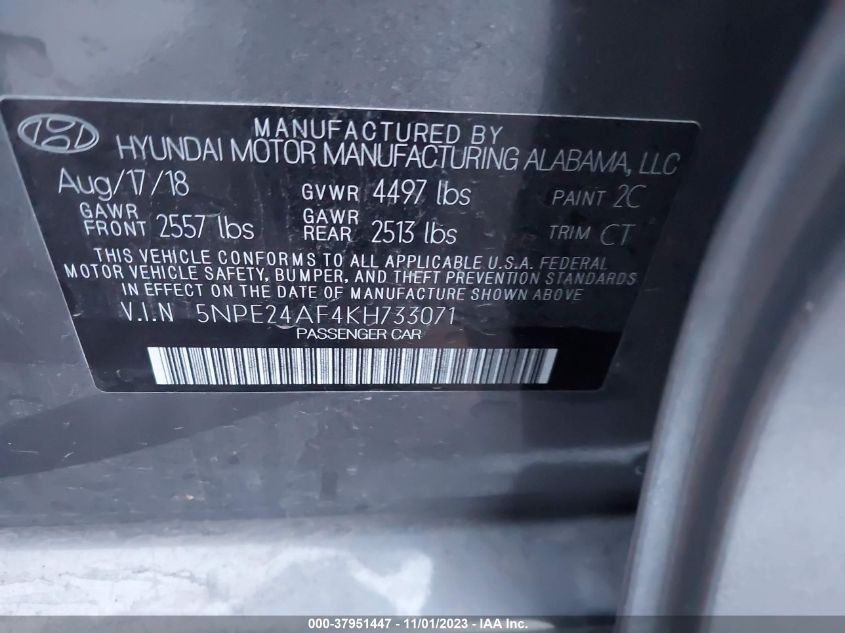 MANUFACTURED BY
HYUNDAI MOTOR MANUFACTURING ALABAMA, LLC
Aug/17/18 GVWR 4497 lbs PAINT 2C
GAWR FRONT 2557 lbs GAWR REAR 2513 lbs TRIM CT
THIS VEHICLE CONFORMS TO ALL APPLICABLE U.S.A. FEDERAL
MOTOR VEHICLE SAFETY, BUMPER, AND THEFT PREVENTION STANDARDS
IN EFFECT ON THE DATE OF MANUFACTURE SHOWN ABOVE
V.I.N 5NPE24AF4KH733071
PASSENGER CAR
000-37951447 - 11/01/2023 - IAA Inc.